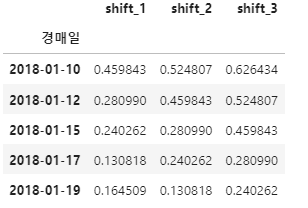 shift_1 shift_2 shift_3
경매일
2018-01-10 0.459843 0.524807 0.626434
2018-01-12 0.280990 0.459843 0.524807
2018-01-15 0.240262 0.280990 0.459843
2018-01-17 0.130818 0.240262 0.280990
2018-01-19 0.164509 0.130818 0.240262